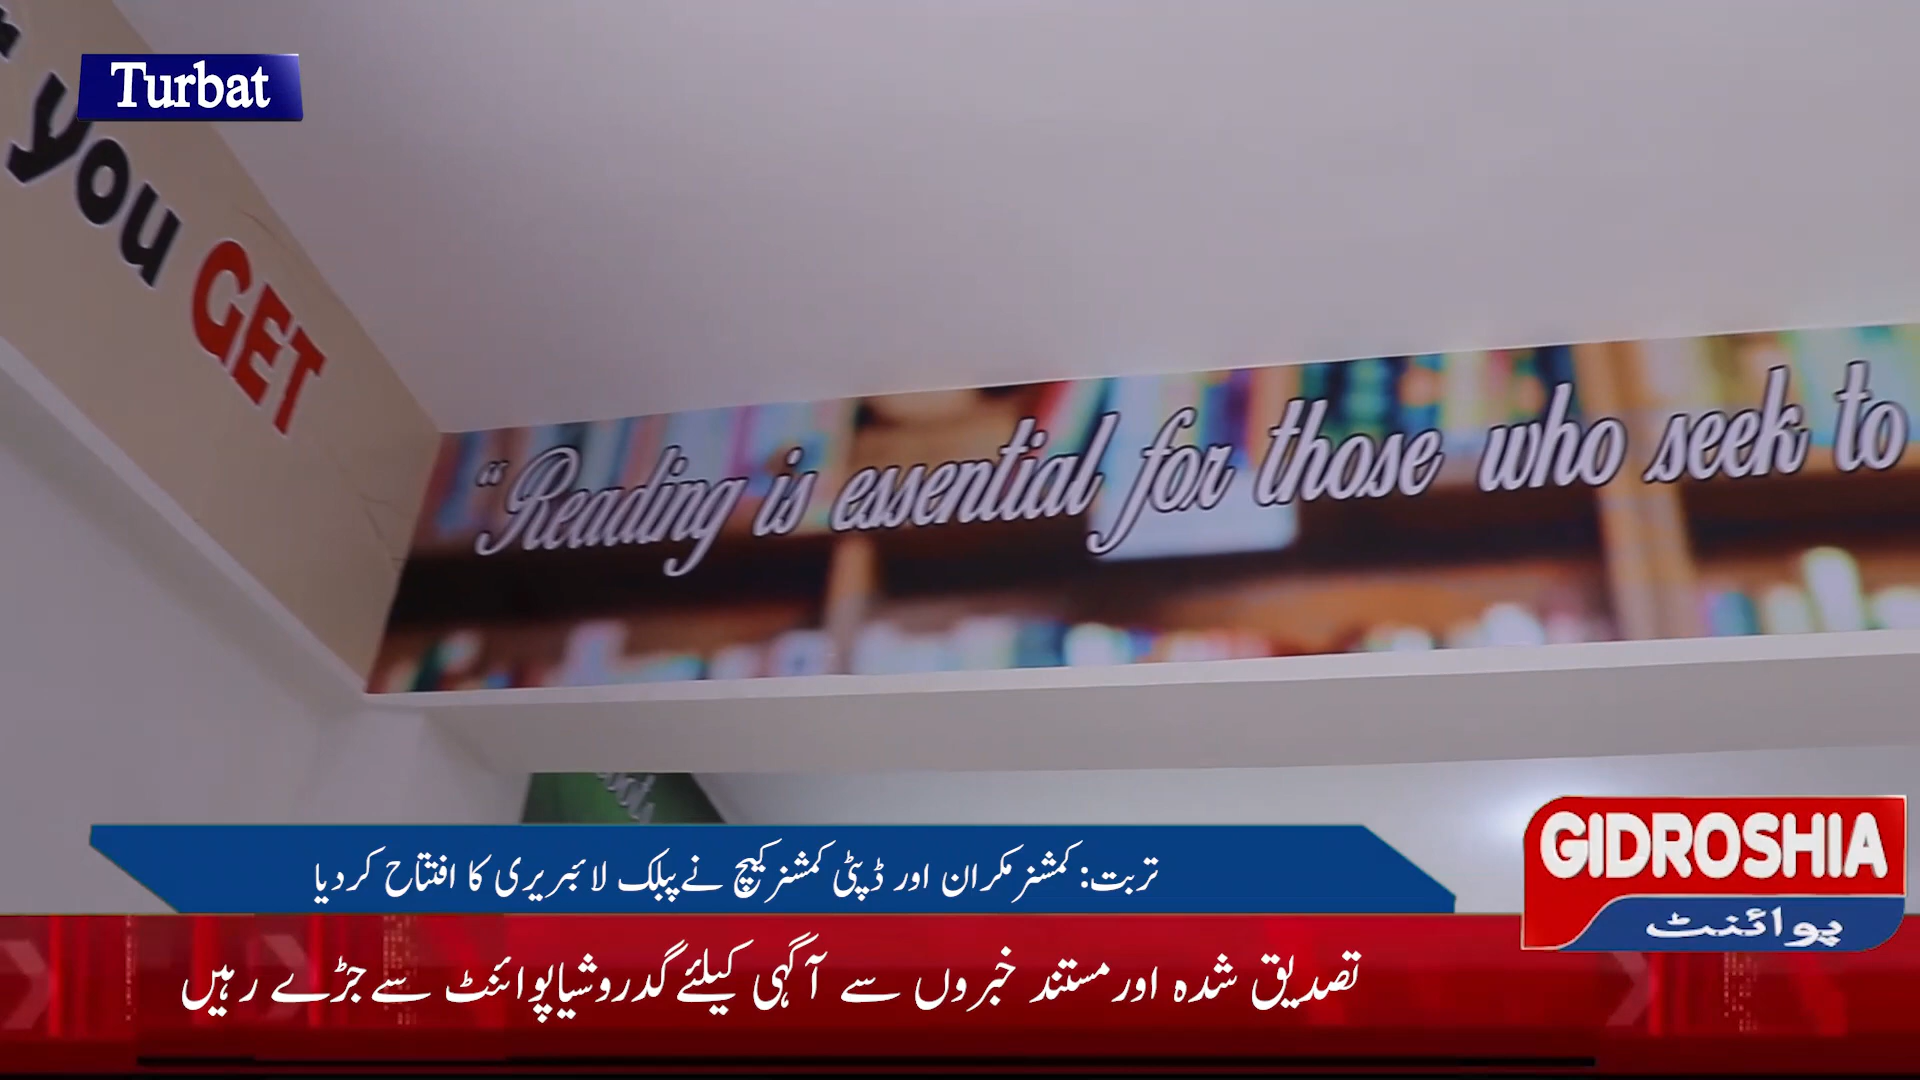 Turbat
you GET
“Reading is essential for those who seek to
تربت: کمشنر مکران اور ڈپٹی کمشنر کیچ نے پبلک لائبریری کا افتتاح کردیا
GIDROSHIA
پوائنٹ
تصدیق شدہ اور مستند خبروں سے آگہی کیلئے گدروشیا پوائنٹ سے جڑے رہیں